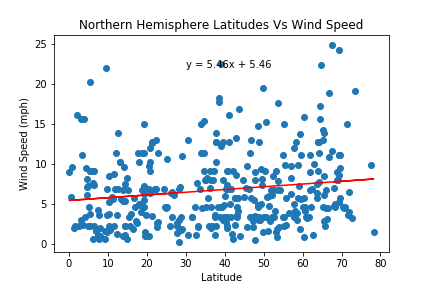 Northern Hemisphere Latitudes Vs Wind Speed
25
20
15
10
5
0
Wind Speed (mph)
y = 5.46x + 5.46
0 10 20 30 40 50 60 70 80
Latitude